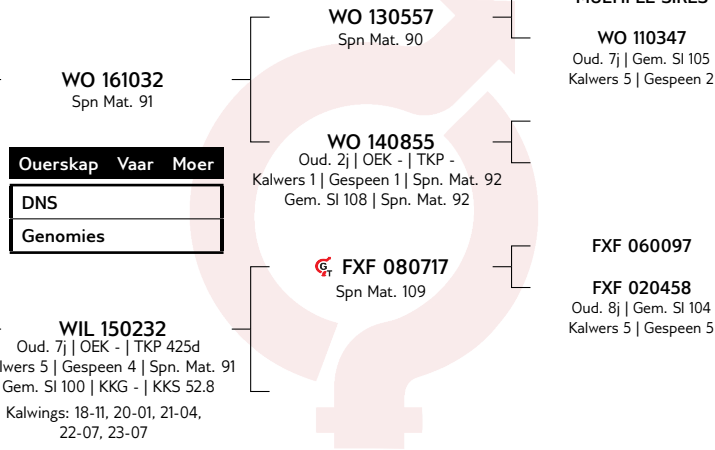 WO 130557
Spn Mat. 90
WO 110347
Oud. 7j | Gem. SI 105
Kalwers 5 | Gespeen 2
WO 161032
Spn Mat. 91
WO 140855
Oud. 2j | OEK - | TKP -
Kalwers 1 | Gespeen 1 | Spn. Mat. 92
Gem. SI 108 | Spn. Mat. 92
Ouerskap Vaar Moer
DNS
Genomies
GT FXF 080717
Spn Mat. 109
FXF 060097
FXF 020458
Oud. 8j | Gem. SI 104
Kalwers 5 | Gespeen 5
WIL 150232
Oud. 7j | OEK - | TKP 425d
lwers 5 | Gespeen 4 | Spn. Mat. 91
Gem. SI 100 | KKG - | KKS 52.8
Kalwings: 18-11, 20-01, 21-04,
22-07, 23-07